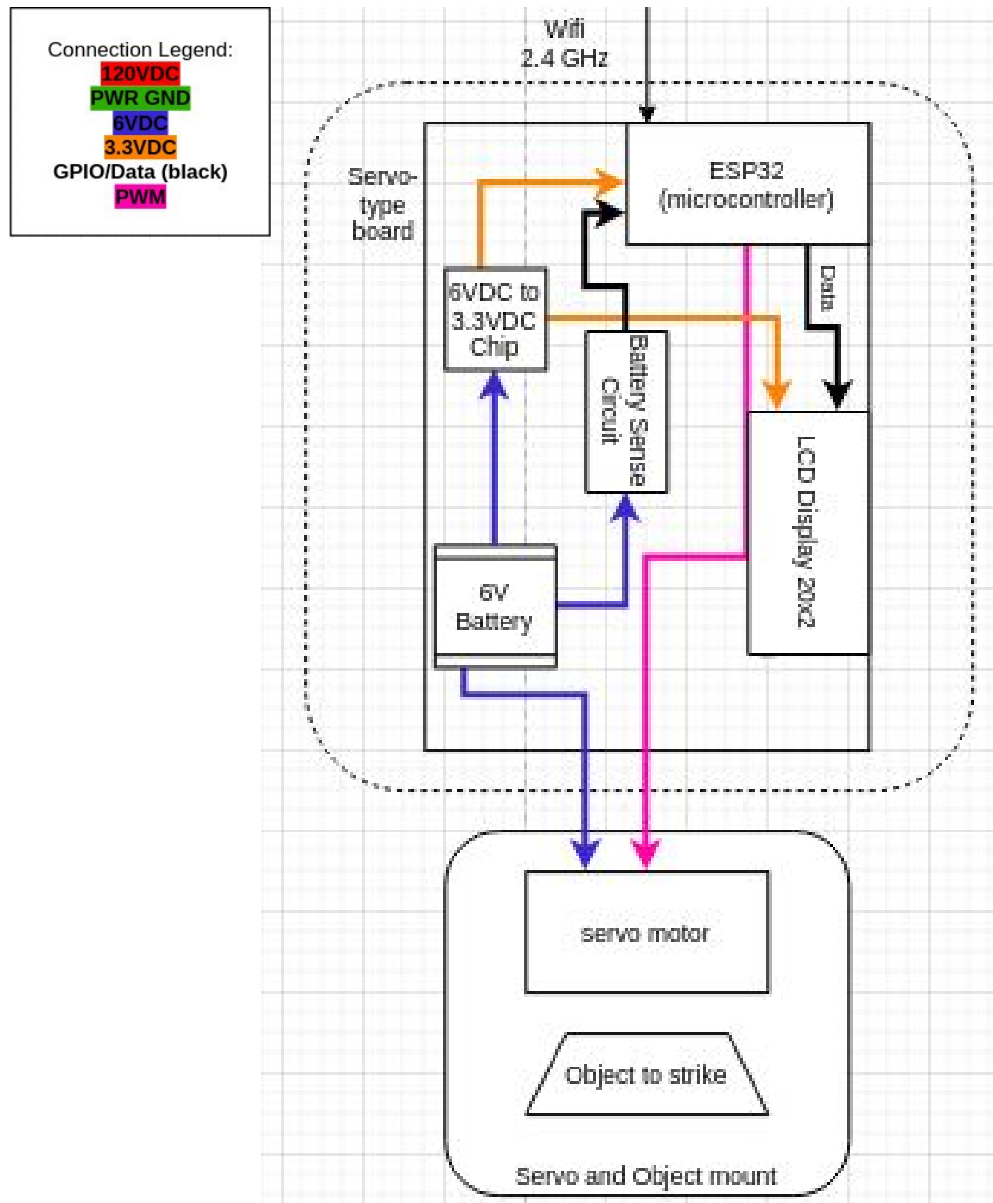 Connection Legend:
120VDC
PWR GND
6VDC
3.3VDC
GPIO/Data (black)
PWM
Wifi
2.4 GHz
Servo-
type
board
ESP32
(microcontroller)
6VDC to
3.3VDC
Chip
Battery Sense
Circuit
Data
LCD Display 20x2
6V
Battery
servo motor
Object to strike
Servo and Object mount